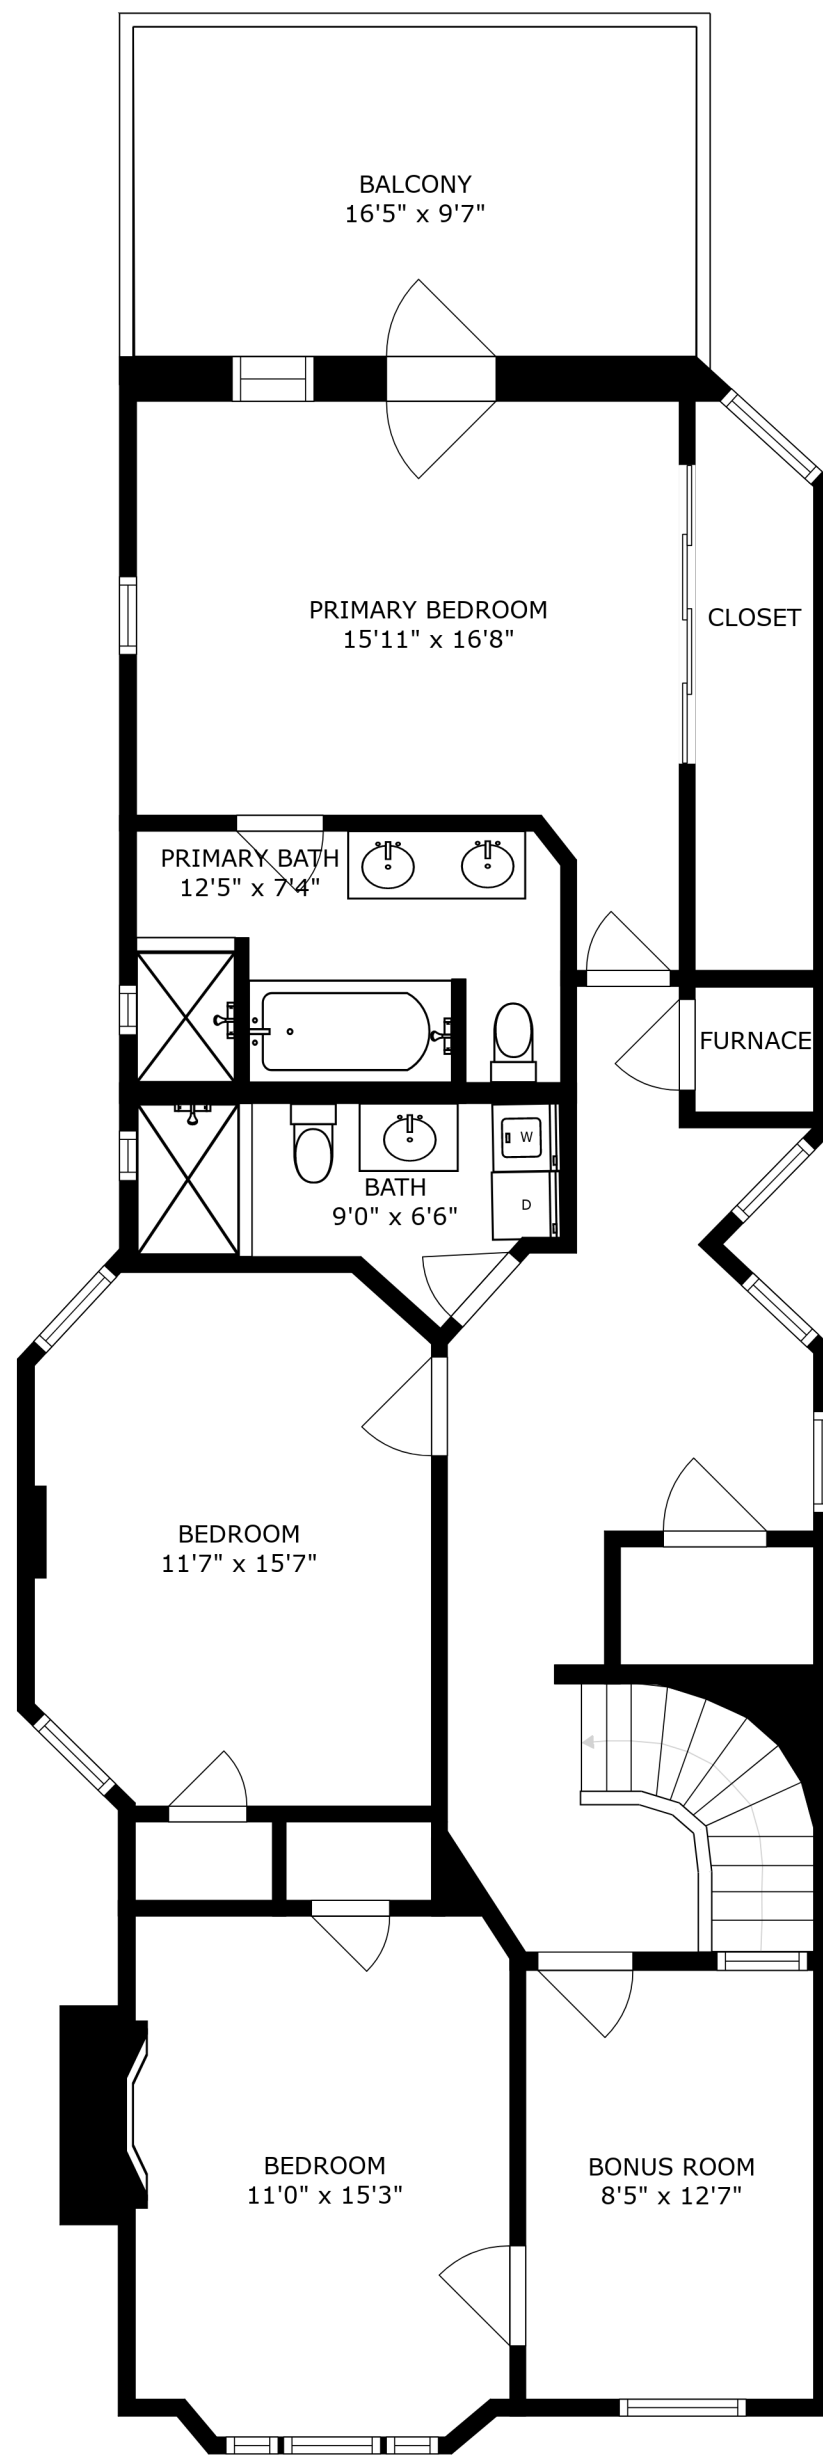 BALCONY
16'5" x 9'7"
PRIMARY BEDROOM
15'11" x 16'8"
CLOSET
PRIMARY BATH
12'5" x 7'4"
FURNACE
W
D
BATH
9'0" x 6'6"
BEDROOM
11'7" x 15'7"
BEDROOM
11'0" x 15'3"
BONUS ROOM
8'5" x 12'7"